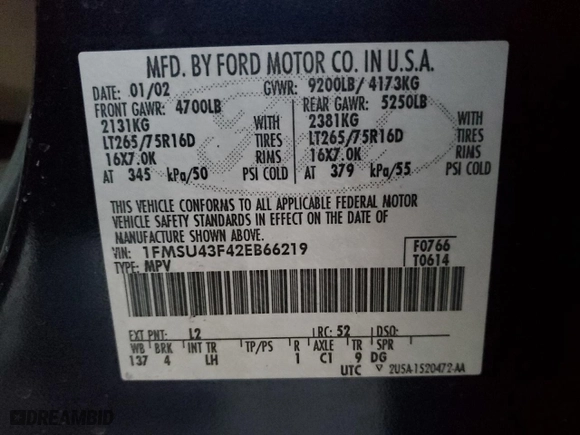 MFD. BY FORD MOTOR CO. IN U.S.A.
DATE: 01/02 GVWR: 9200LB/ 4173KG
FRONT GAWR: 4700LB REAR GAWR: 5250LB
2131KG WITH 2381KG WITH
LT265/75R16D TIRES LT265/75R16D TIRES
16X7.0K RIMS 16X7.0K RIMS
AT 345 kPa/50 PSI COLD AT 379 kPa/55 PSI COLD
THIS VEHICLE CONFORMS TO ALL APPLICABLE FEDERAL MOTOR
VEHICLE SAFETY STANDARDS IN EFFECT ON THE DATE OF
MANUFACTURE SHOWN ABOVE.
VIN: 1FMSU43F42EB66219 F0766
TYPE: MPV T0614
EXT PNT: L2 RC: 52 DSO:
WB BRK INT TR TP/PS R AXLE TR SPR
137 4 LH 1 C1 9 DG
UTC ▽ 2U5A-1520472-AA
DREAMBID